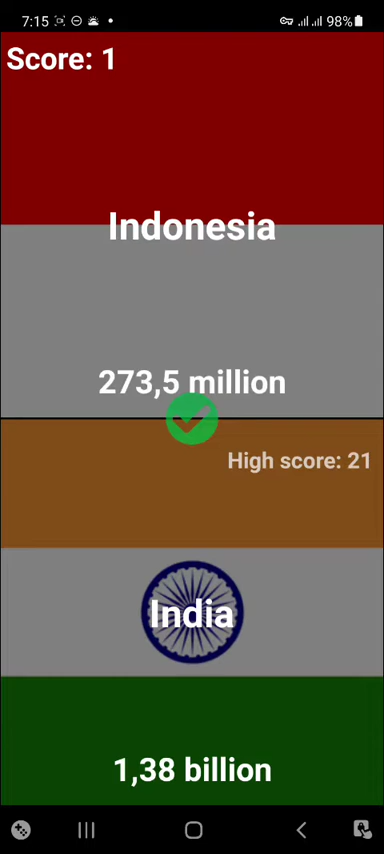 7:15 98%
Score: 1
Indonesia
273,5 million
High score: 21
India
1,38 billion